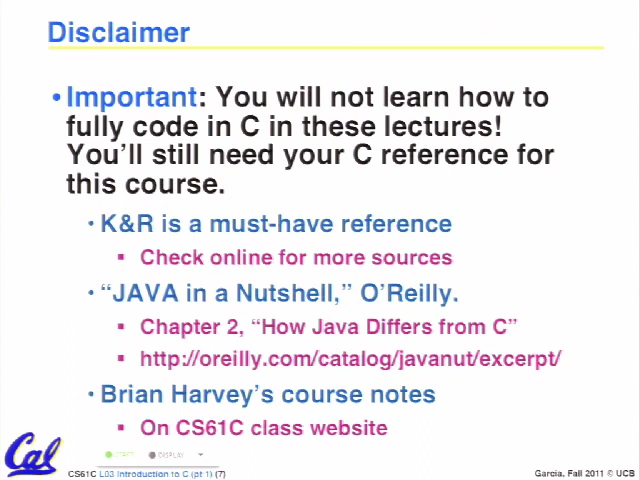 Disclaimer
• Important: You will not learn how to
fully code in C in these lectures!
You'll still need your C reference for
this course.
· K&R is a must-have reference
▪ Check online for more sources
· “JAVA in a Nutshell,” O'Reilly.
▪ Chapter 2, “How Java Differs from C”
▪ http://oreilly.com/catalog/javanut/excerpt/
· Brian Harvey's course notes
▪ On CS61C class website
DISPLAY
Cal
CS61C L03 Introduction to C (pt 1) (7)
Garcia, Fall 2011 © UCB